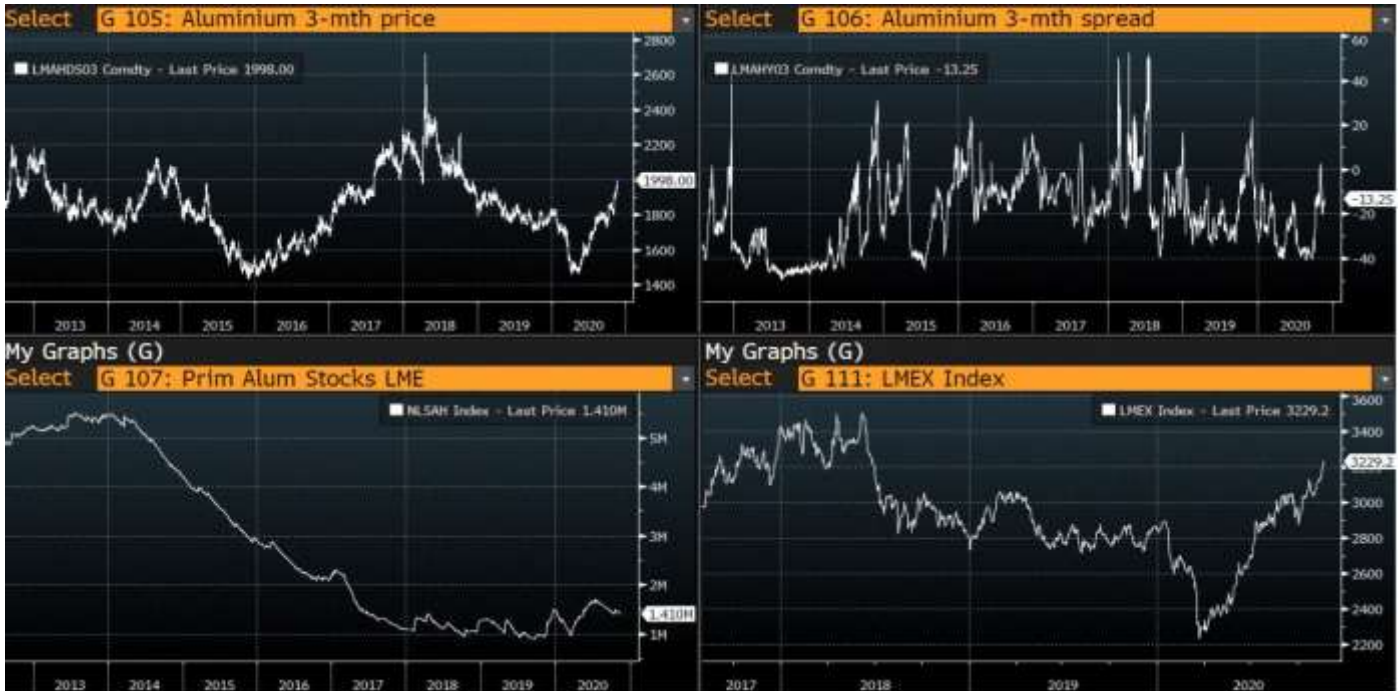 Select G 105: Aluminium 3-mth price
LMAHDS03 Comdty - Last Price 1998.00
2800
2600
2400
2200
1998.00
1800
1600
1400
2013 2014 2015 2016 2017 2018 2019 2020
Select G 106: Aluminium 3-mth spread
LMAHY03 Comdty - Last Price -13.25
60
40
20
0
-13.25
-20
-40
2013 2014 2015 2016 2017 2018 2019 2020
My Graphs (G)
Select G 107: Prim Alum Stocks LME
NLSAH Index - Last Price 1.410M
5M
4M
3M
2M
1.410M
1M
2013 2014 2015 2016 2017 2018 2019 2020
My Graphs (G)
Select G 111: LMEX Index
LMEX Index - Last Price 3229.2
3600
3400
3229.2
3000
2800
2600
2400
2200
2017 2018 2019 2020